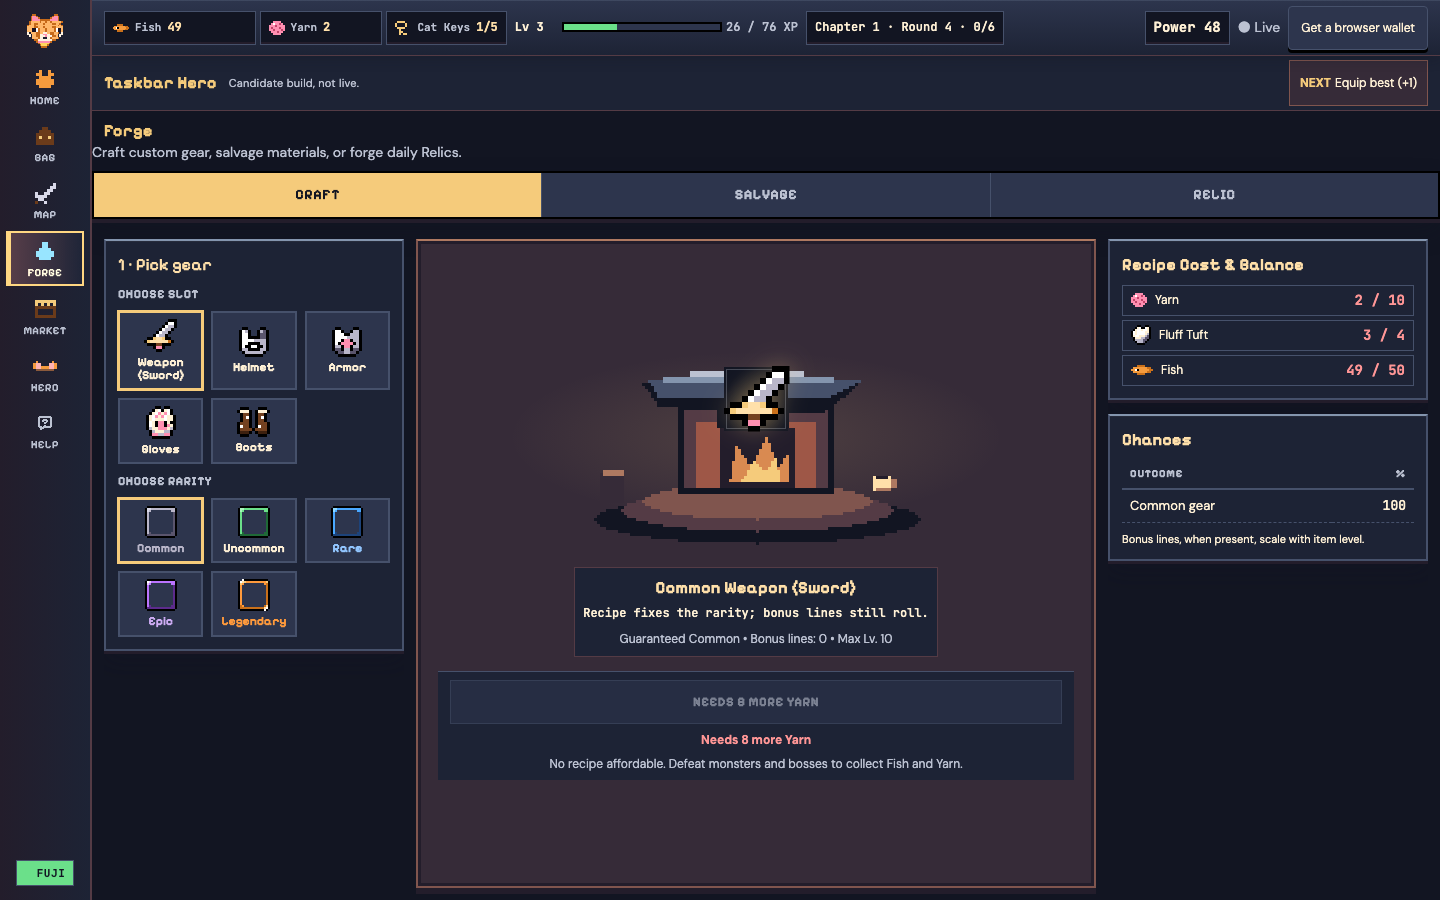 Fish 49
Yarn 2
Cat Keys 1/5
Lv 3
26 / 76 XP
Chapter 1 · Round 4 · 0/6
Power 48
Live
Get a browser wallet
Taskbar Hero
Candidate build, not live.
NEXT Equip best (+1)
HOME
BAG
MAP
FORGE
MARKET
HERO
HELP
FUJI
Forge
Craft custom gear, salvage materials, or forge daily Relics.
CRAFT
SALVAGE
RELIC
1 · Pick gear
CHOOSE SLOT
Weapon
(Sword)
Helmet
Armor
Gloves
Boots
CHOOSE RARITY
Common
Uncommon
Rare
Epic
Legendary
Common Weapon (Sword)
Recipe fixes the rarity; bonus lines still roll.
Guaranteed Common • Bonus lines: 0 • Max Lv. 10
NEEDS 8 MORE YARN
Needs 8 more Yarn
No recipe affordable. Defeat monsters and bosses to collect Fish and Yarn.
Recipe Cost & Balance
Yarn 2 / 10
Fluff Tuft 3 / 4
Fish 49 / 50
Chances
OUTCOME %
Common gear 100
Bonus lines, when present, scale with item level.